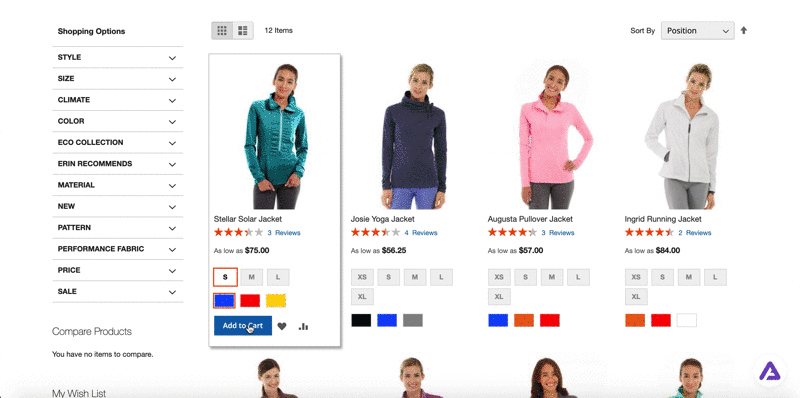 Shopping Options
12 Items
Sort By Position
STYLE
SIZE
CLIMATE
COLOR
ECO COLLECTION
ERIN RECOMMENDS
MATERIAL
NEW
PATTERN
PERFORMANCE FABRIC
PRICE
SALE
Compare Products
You have no items to compare.
My Wish List
Stellar Solar Jacket
3 Reviews
As low as $75.00
S M L
Add to Cart
Josie Yoga Jacket
4 Reviews
As low as $56.25
XS S M L
XL
Augusta Pullover Jacket
3 Reviews
As low as $57.00
XS S M L
XL
Ingrid Running Jacket
2 Reviews
As low as $84.00
XS S M L
XL